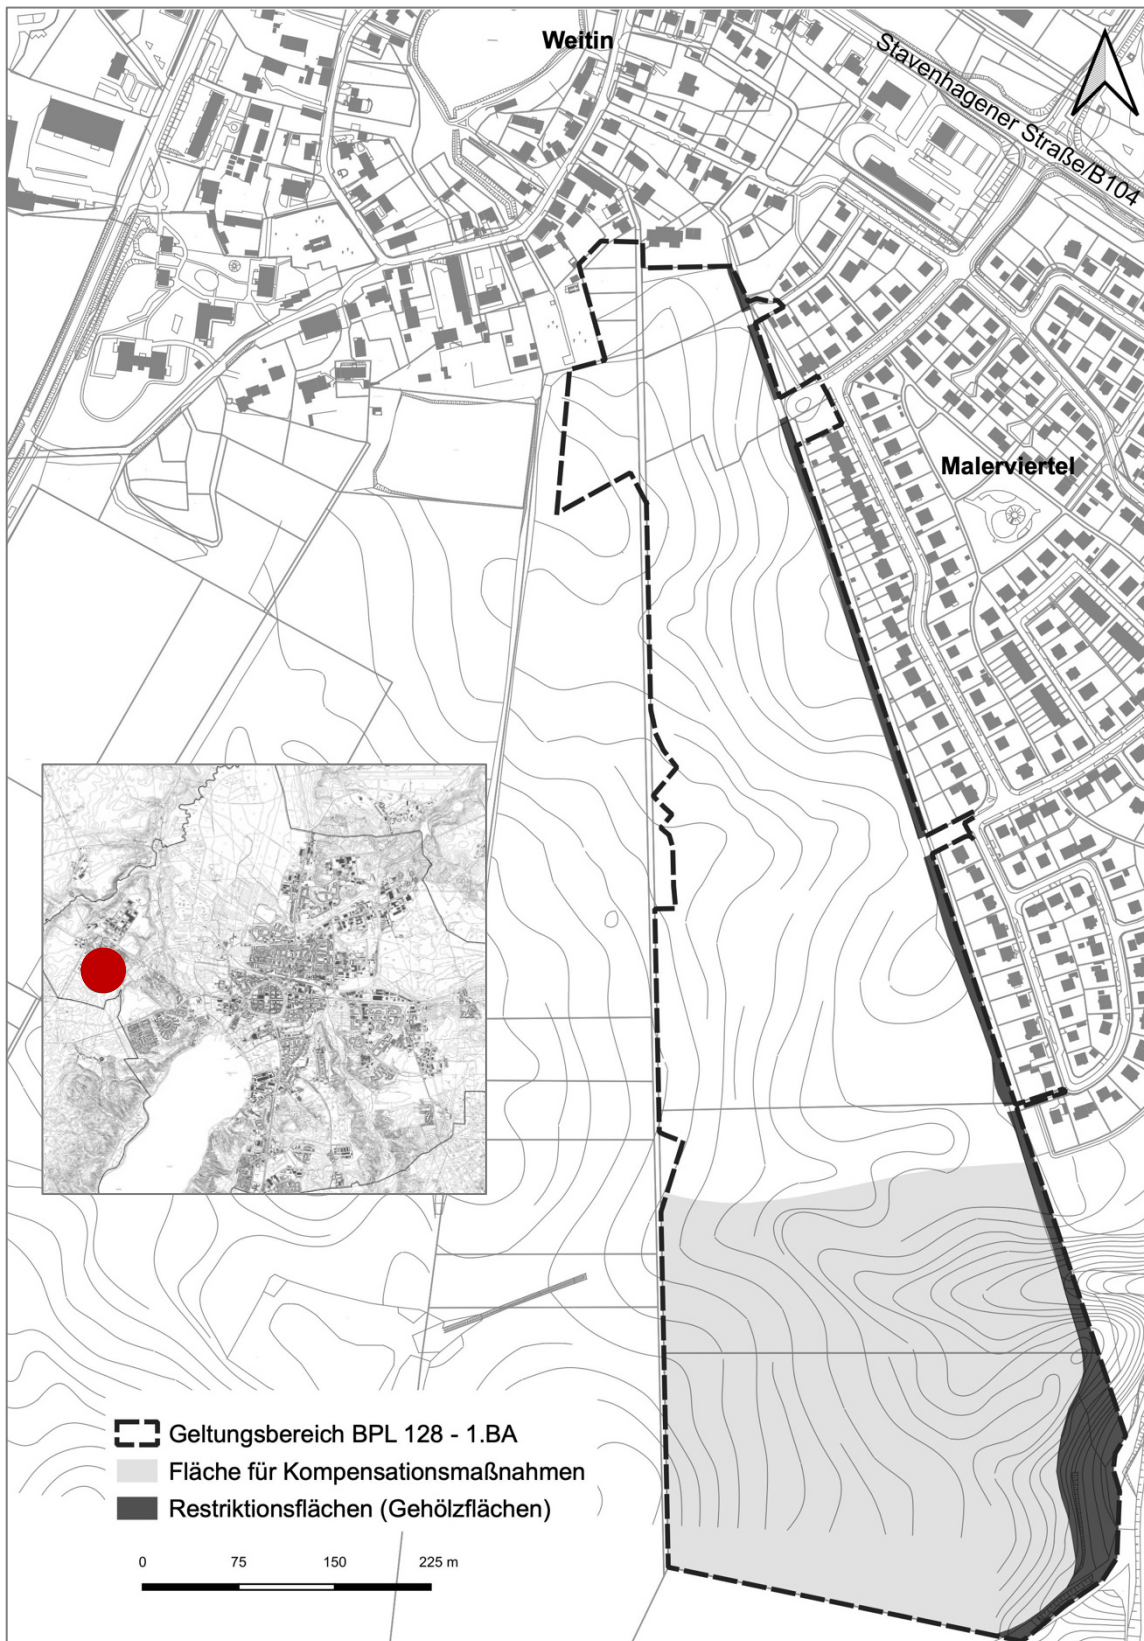 Weitin
Stavenhagener Straße/B104
Malerviertel
Geltungsbereich BPL 128 - 1.BA
Fläche für Kompensationsmaßnahmen
Restriktionsflächen (Gehölzflächen)
0 75 150 225 m